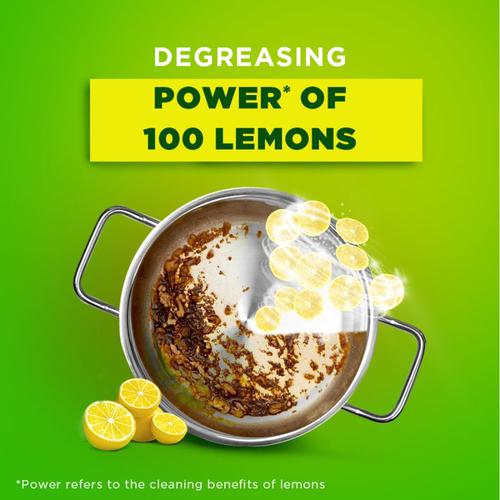 DEGREASING
POWER* OF
100 LEMONS
*Power refers to the cleaning benefits of lemons